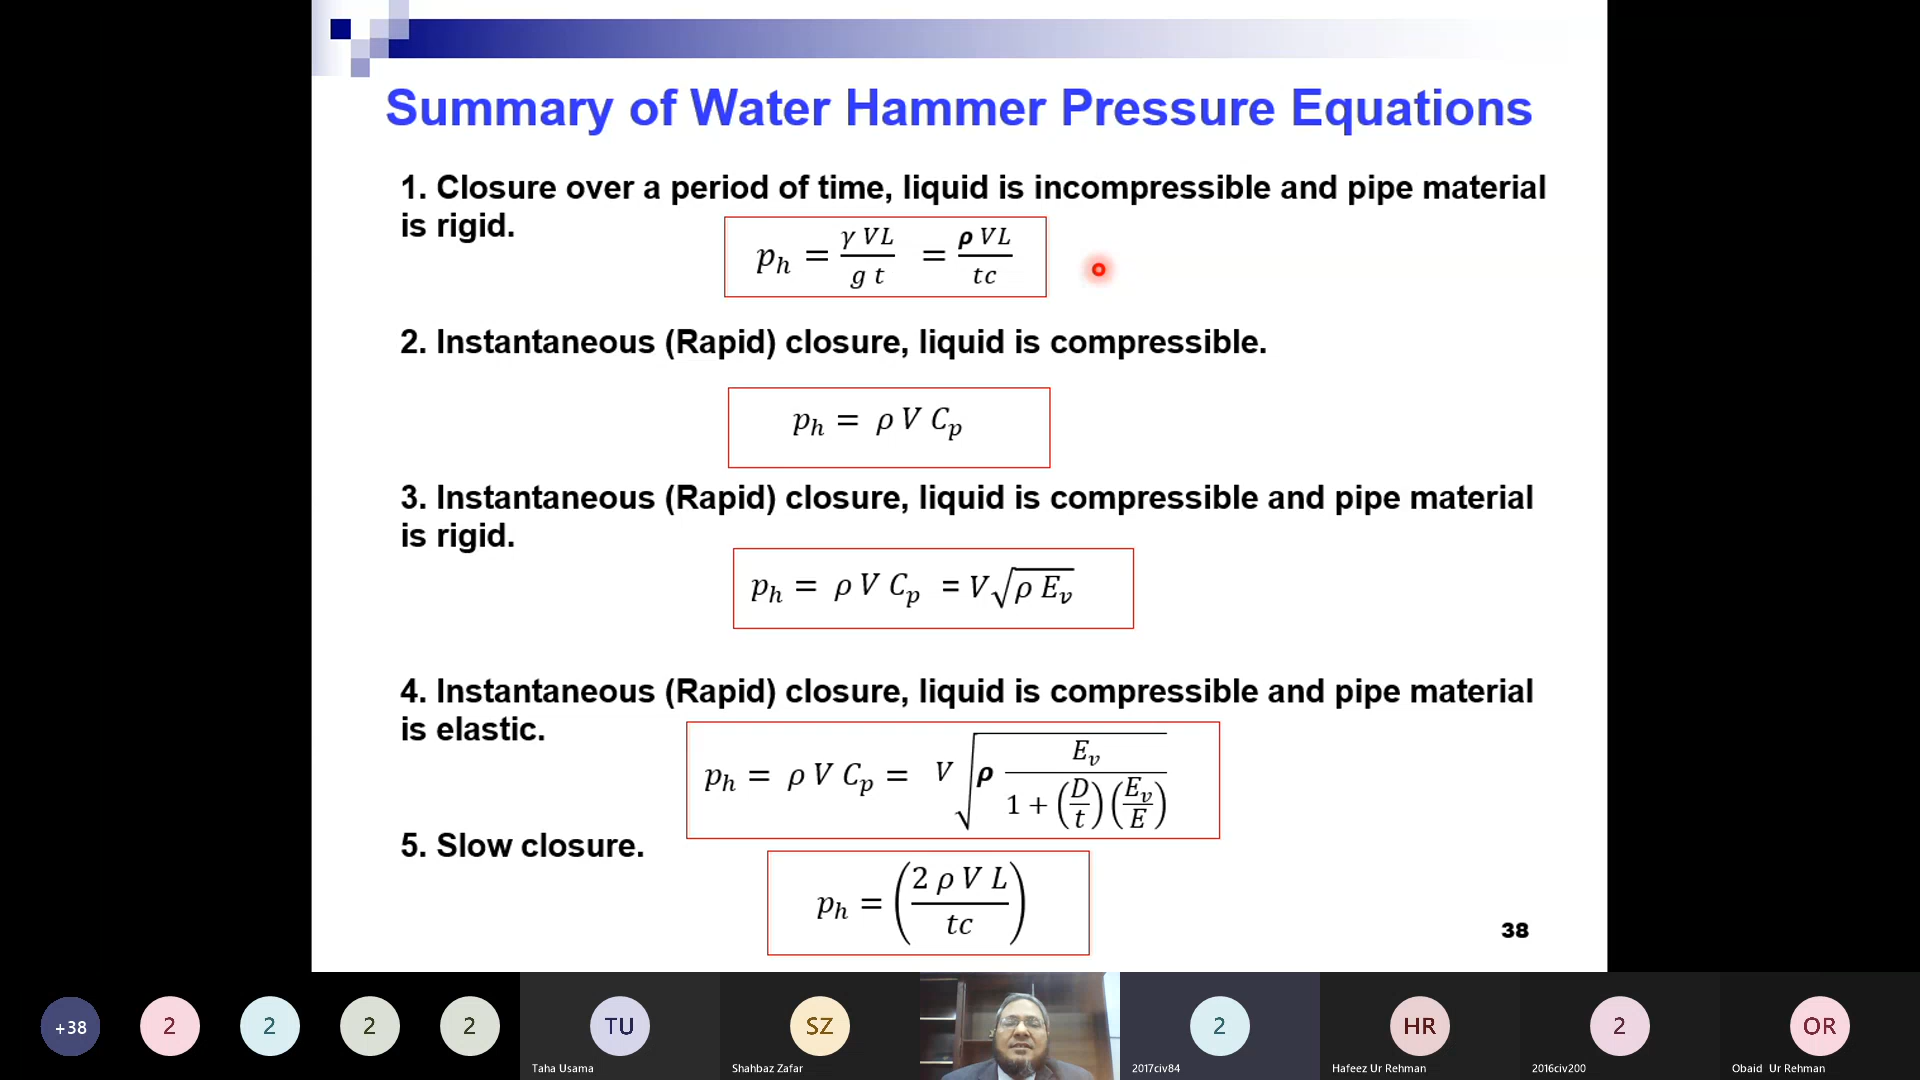 Summary of Water Hammer Pressure Equations
1. Closure over a period of time, liquid is incompressible and pipe material
is rigid.
p_h = γ VL / g t = ρ VL / tc
2. Instantaneous (Rapid) closure, liquid is compressible.
p_h = ρ V C_p
3. Instantaneous (Rapid) closure, liquid is compressible and pipe material
is rigid.
p_h = ρ V C_p = V√(ρ E_v)
4. Instantaneous (Rapid) closure, liquid is compressible and pipe material
is elastic.
p_h = ρ V C_p = V √(ρ E_v / (1 + (D/t)(E_v/E)))
5. Slow closure.
p_h = (2 ρ V L / tc)
38
+38
2
2
2
2
TU
SZ
2
HR
2
OR
Taha Usama
Shahbaz Zafar
2017civ84
Hafeez Ur Rehman
2016civ200
Obaid Ur Rehman